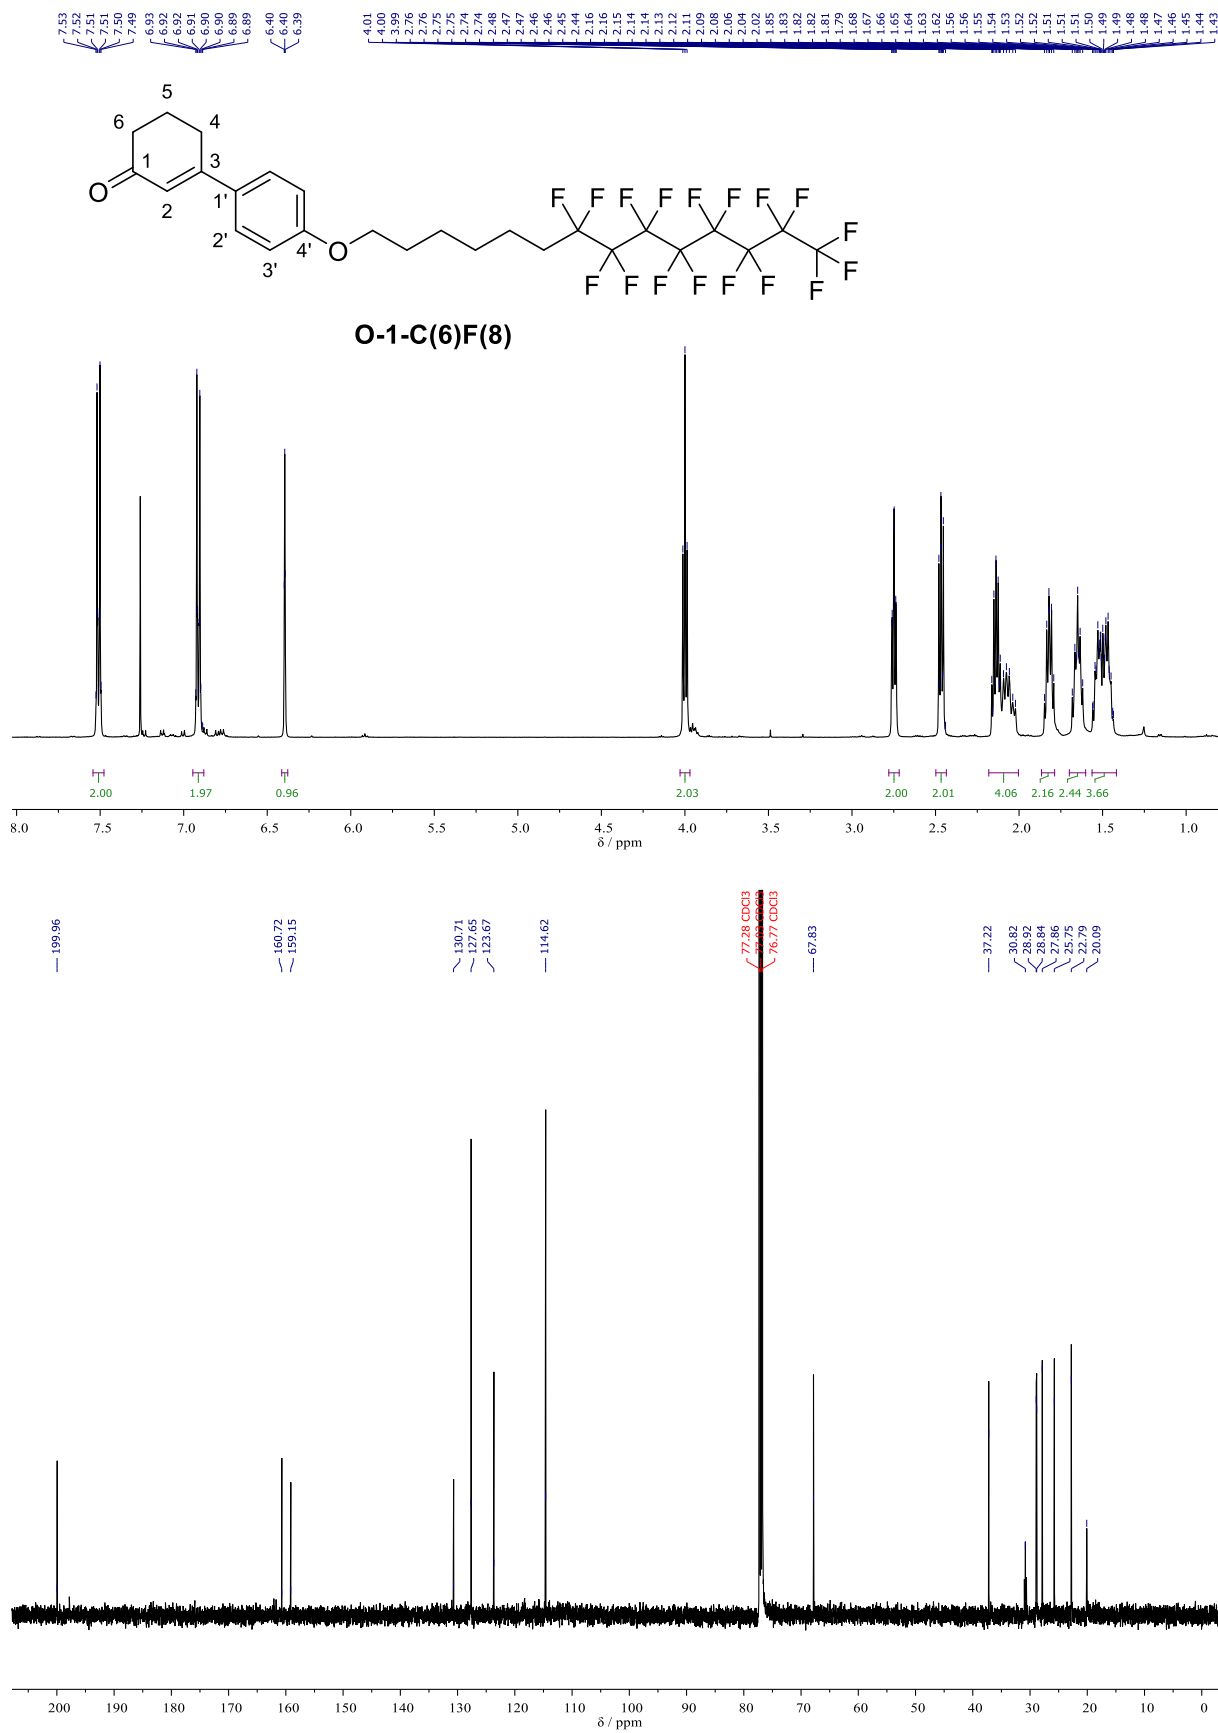 7.53 7.52 7.51 7.51 7.50 7.49 6.93 6.92 6.92 6.91 6.90 6.90 6.89 6.89 6.40 6.40 6.39 4.01 4.00 3.99 2.76 2.76 2.75 2.75 2.74 2.74 2.48 2.47 2.47 2.46 2.46 2.45 2.44 2.16 2.16 2.15 2.14 2.14 2.13 2.12 2.11 2.09 2.08 2.06 2.04 2.02 1.85 1.83 1.82 1.82 1.81 1.79 1.68 1.67 1.66 1.65 1.64 1.63 1.62 1.56 1.56 1.55 1.54 1.53 1.52 1.52 1.51 1.51 1.51 1.50 1.49 1.49 1.48 1.48 1.47 1.46 1.45 1.44 1.43
5
6 4
1 3
O 2 1'
2' 4'
3' O
F F F F F F F F F
F
F F F F F F F F
O-1-C(6)F(8)
2.00 1.97 0.96 2.03 2.00 2.01 4.06 2.16 2.44 3.66
8.0 7.5 7.0 6.5 6.0 5.5 5.0 4.5 4.0 3.5 3.0 2.5 2.0 1.5 1.0
δ / ppm
199.96 160.72 159.15 130.71 127.65 123.67 114.62 77.28 CDCl3 CDCl3 76.77 CDCl3 67.83 37.22 30.82 28.92 28.84 27.86 25.75 22.79 20.09
200 190 180 170 160 150 140 130 120 110 100 90 80 70 60 50 40 30 20 10 0
δ / ppm